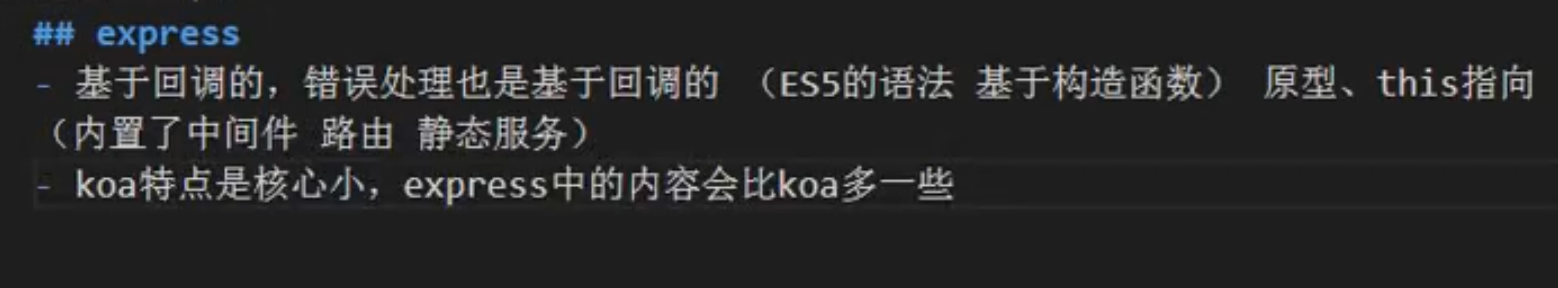 ## express
- 基于回调的，错误处理也是基于回调的 （ES5的语法 基于构造函数） 原型、this指向
（内置了中间件 路由 静态服务）
- koa特点是核心小，express中的内容会比koa多一些